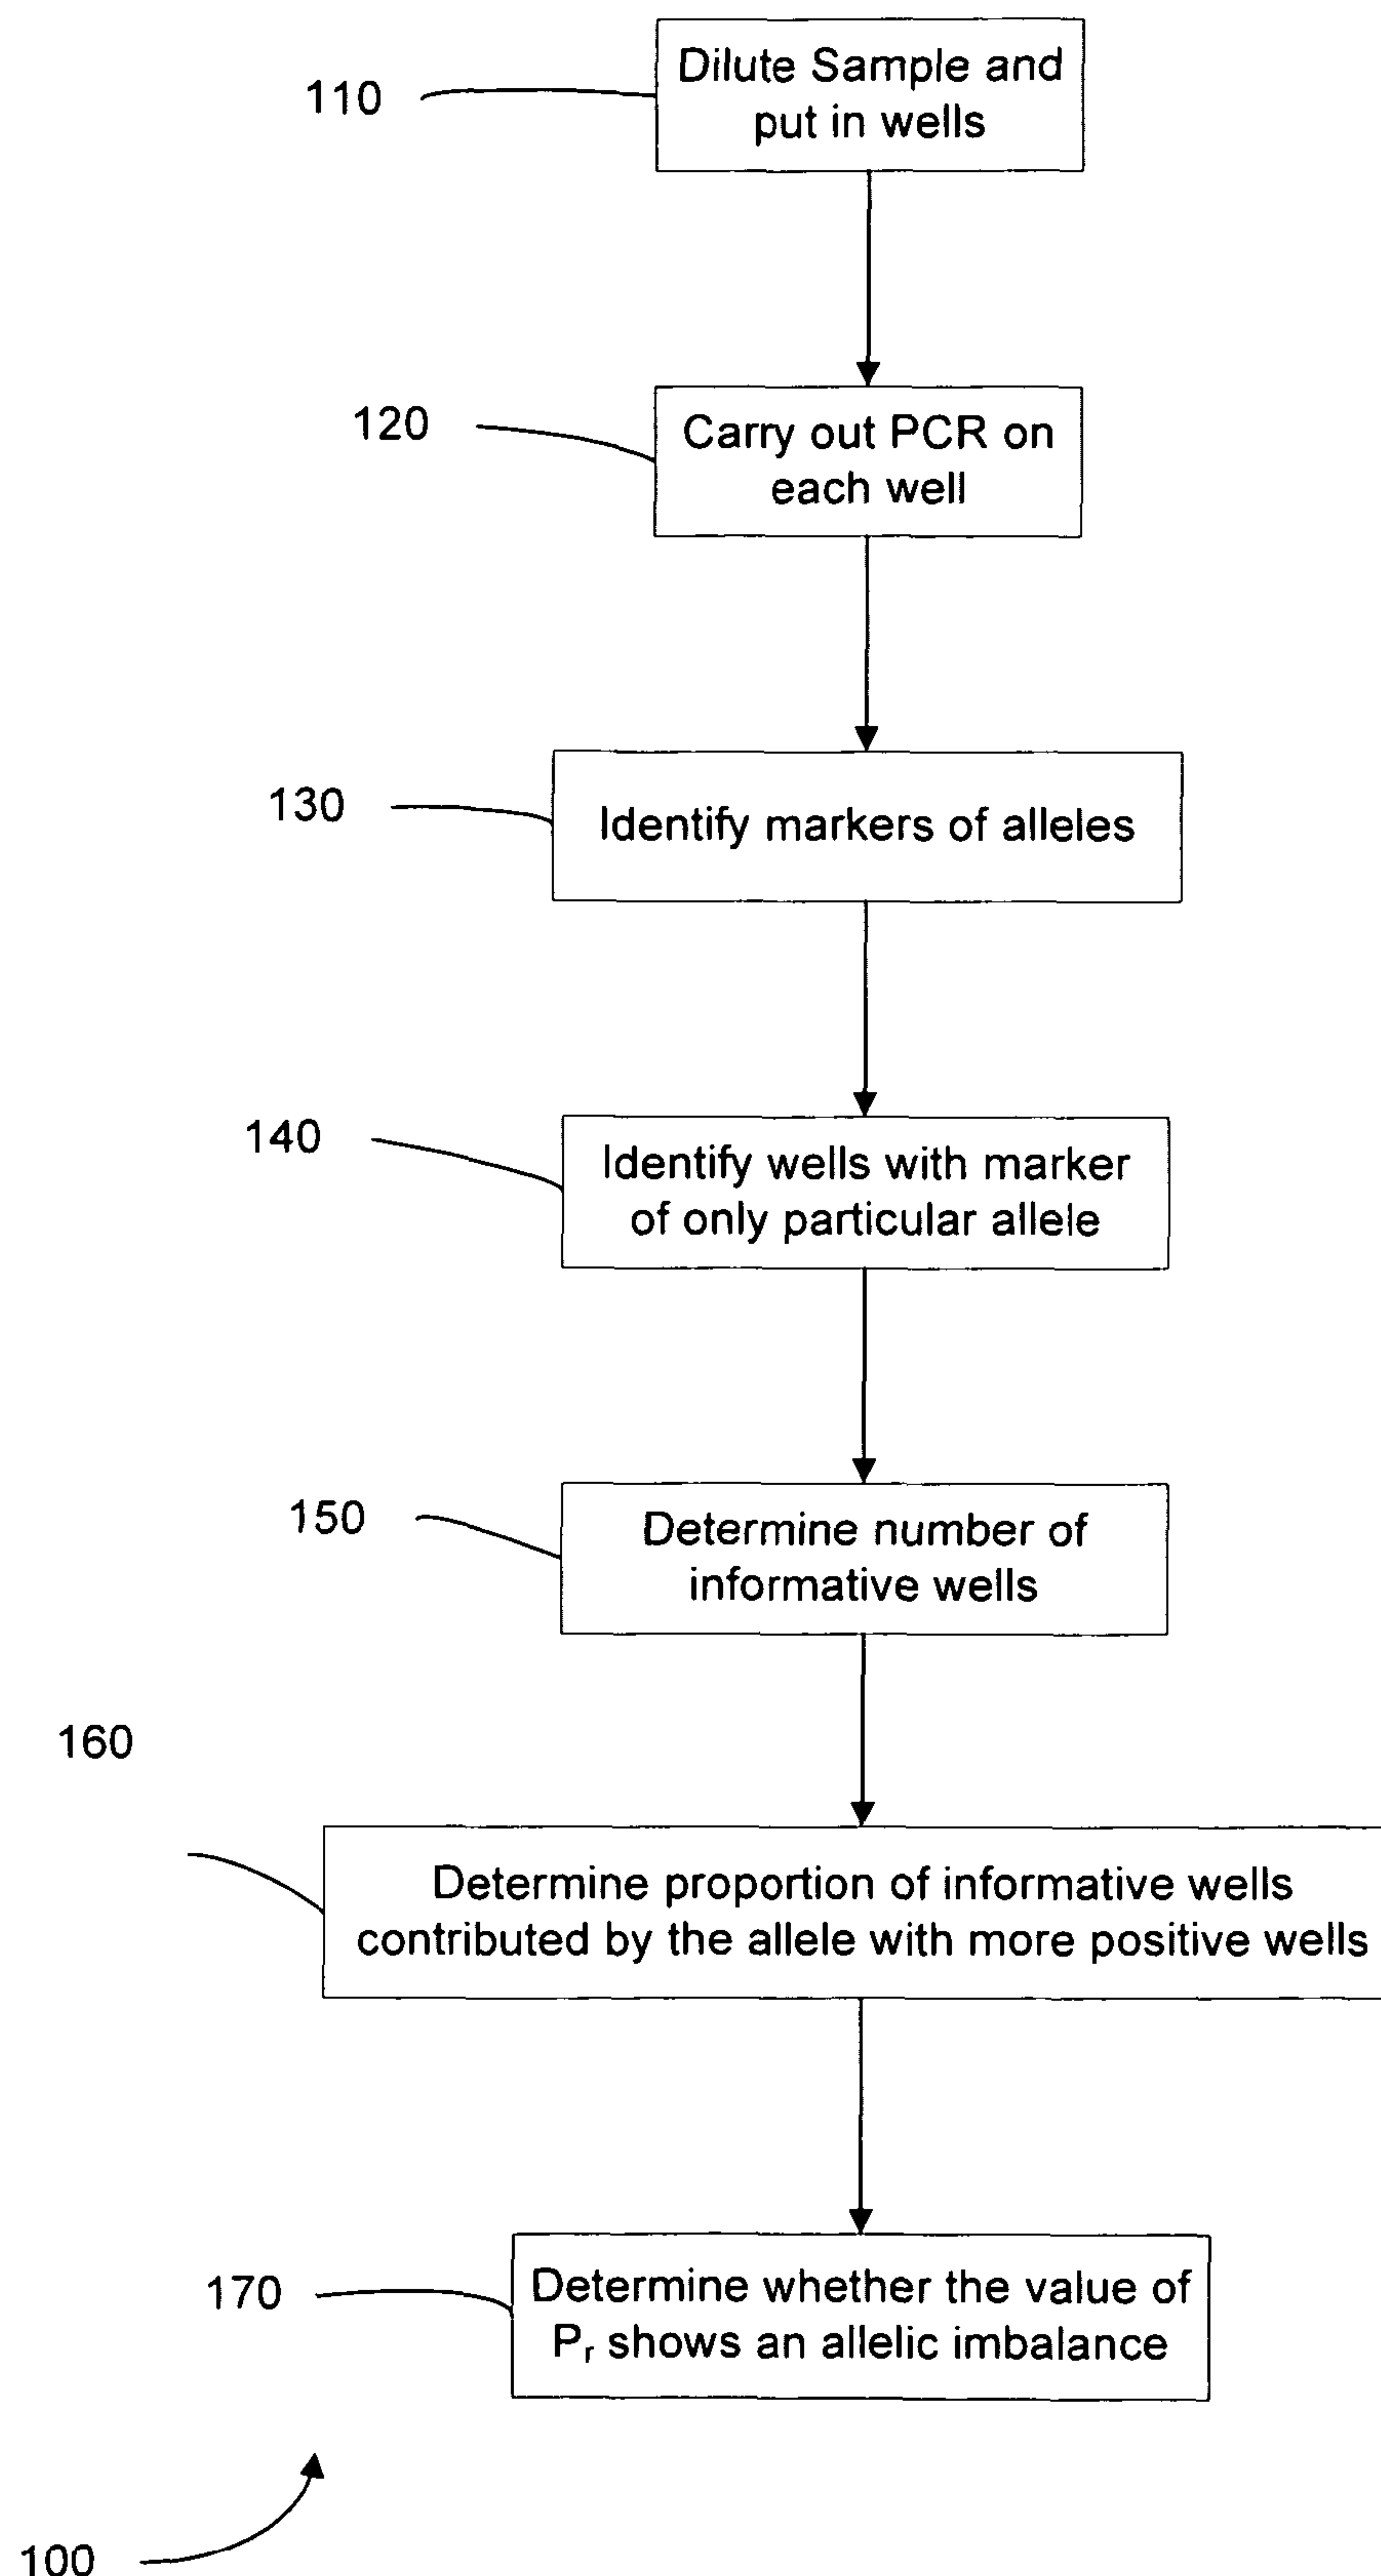 110
Dilute Sample and
put in wells
120
Carry out PCR on
each well
130
Identify markers of alleles
140
Identify wells with marker
of only particular allele
150
Determine number of
informative wells
160
Determine proportion of informative wells
contributed by the allele with more positive wells
170
Determine whether the value of
Pr shows an allelic imbalance
100